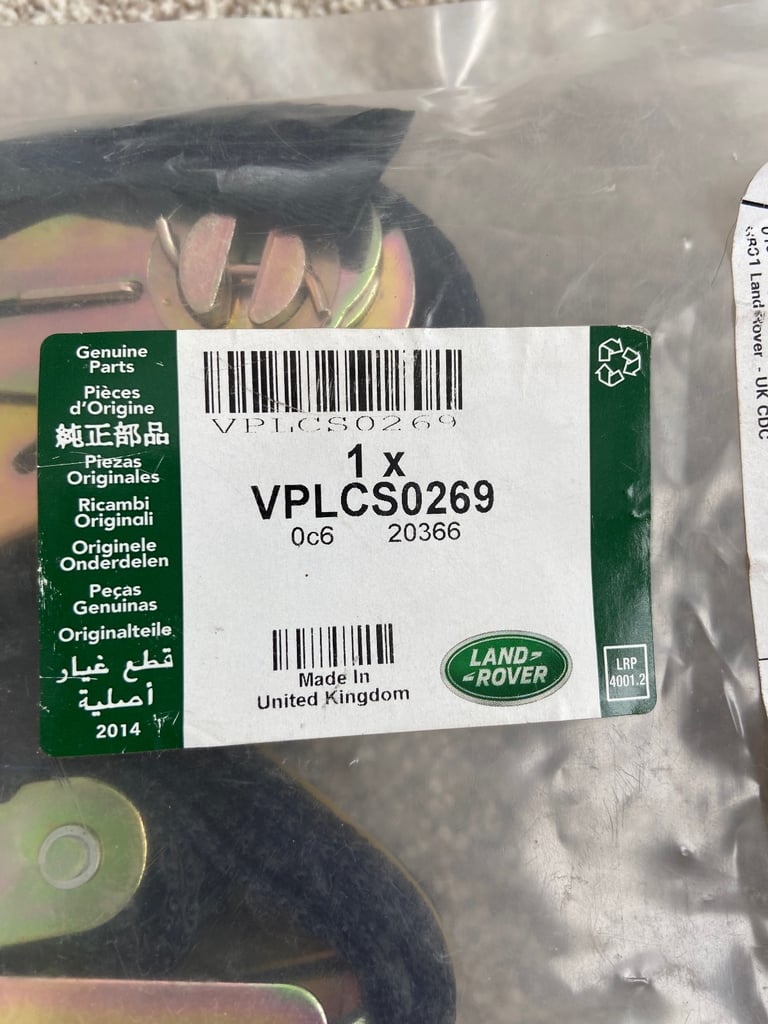 Genuine
Parts
Pièces
d'Origine
純正部品
Piezas
Originales
Ricambi
Originali
Originele
Onderdelen
Peças
Genuinas
Originalteile
قطع غيار
أصلية
2014
VPLCS0269
1 x
VPLCS0269
0c6 20366
Made In
United Kingdom
LAND-
-ROVER
LRP
4001.2
Land Rover - UK CDC